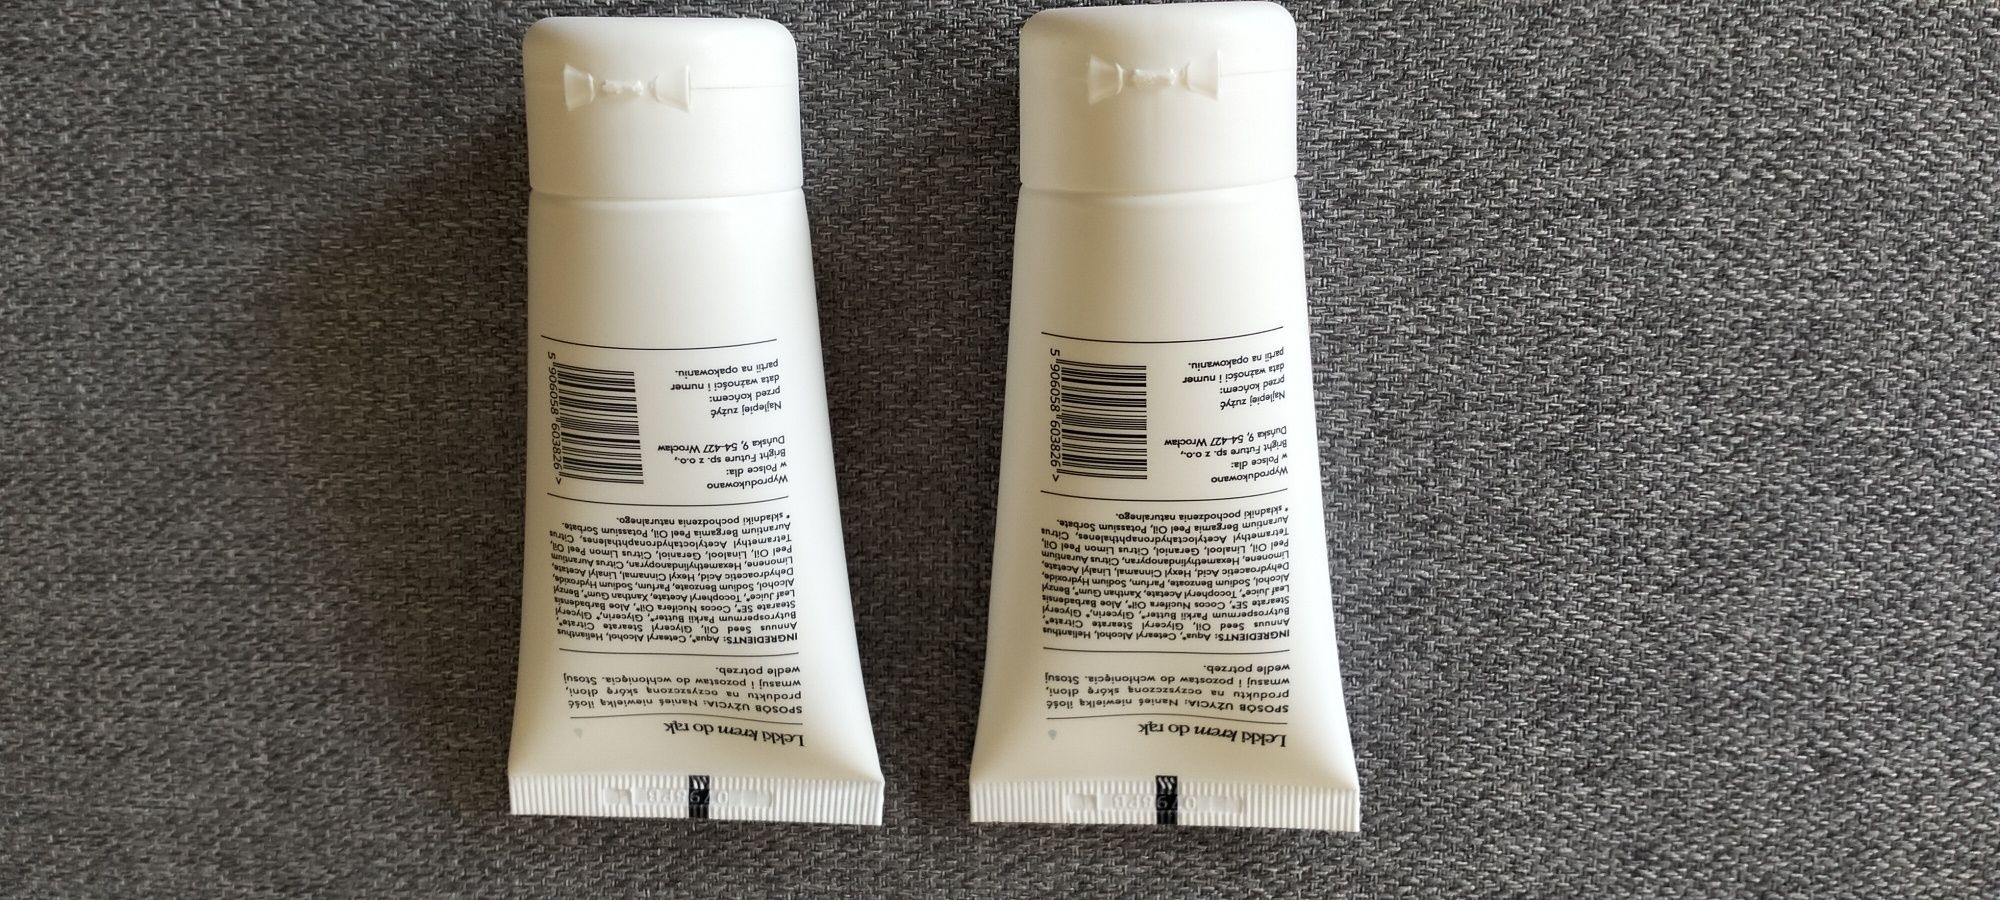 Lekki krem do rąk
SPOSÓB UŻYCIA: Nanieś niewielką ilość
produktu na oczyszczoną skórę dłoni,
wmasuj i pozostaw do wchłonięcia. Stosuj
wedle potrzeb.
INGREDIENTS: Aqua*, Cetearyl Alcohol, Helianthus
Annuus Seed Oil, Glyceryl Stearate Citrate*,
Butyrospermum Parkii Butter*, Glycerin*, Glyceryl
Stearate SE*, Cocos Nucifera Oil*, Aloe Barbadensis
Leaf Juice*, Tocopheryl Acetate, Xanthan Gum*, Benzyl
Alcohol, Sodium Benzoate, Parfum, Sodium Hydroxide,
Dehydroacetic Acid, Hexyl Cinnamal, Linalyl Acetate,
Limonene, Hexamethylindanopyran, Citrus Aurantium
Peel Oil, Linalool, Geraniol, Citrus Limon Peel Oil,
Tetramethyl Acetyloctahydronaphthalenes, Citrus
Aurantium Bergamia Peel Oil, Potassium Sorbate.
* składniki pochodzenia naturalnego.
Wyprodukowano
w Polsce dla:
Bright Future sp. z o.o.,
Duńska 9, 54-427 Wrocław
Najlepiej zużyć
przed końcem:
data ważności i numer
partii na opakowaniu.
5 906058 603826 >
Lekki krem do rąk
SPOSÓB UŻYCIA: Nanieś niewielką ilość
produktu na oczyszczoną skórę dłoni,
wmasuj i pozostaw do wchłonięcia. Stosuj
wedle potrzeb.
INGREDIENTS: Aqua*, Cetearyl Alcohol, Helianthus
Annuus Seed Oil, Glyceryl Stearate Citrate*,
Butyrospermum Parkii Butter*, Glycerin*, Glyceryl
Stearate SE*, Cocos Nucifera Oil*, Aloe Barbadensis
Leaf Juice*, Tocopheryl Acetate, Xanthan Gum*, Benzyl
Alcohol, Sodium Benzoate, Parfum, Sodium Hydroxide,
Dehydroacetic Acid, Hexyl Cinnamal, Linalyl Acetate,
Limonene, Hexamethylindanopyran, Citrus Aurantium
Peel Oil, Linalool, Geraniol, Citrus Limon Peel Oil,
Tetramethyl Acetyloctahydronaphthalenes, Citrus
Aurantium Bergamia Peel Oil, Potassium Sorbate.
* składniki pochodzenia naturalnego.
Wyprodukowano
w Polsce dla:
Bright Future sp. z o.o.,
Duńska 9, 54-427 Wrocław
Najlepiej zużyć
przed końcem:
data ważności i numer
partii na opakowaniu.
5 906058 603826 >